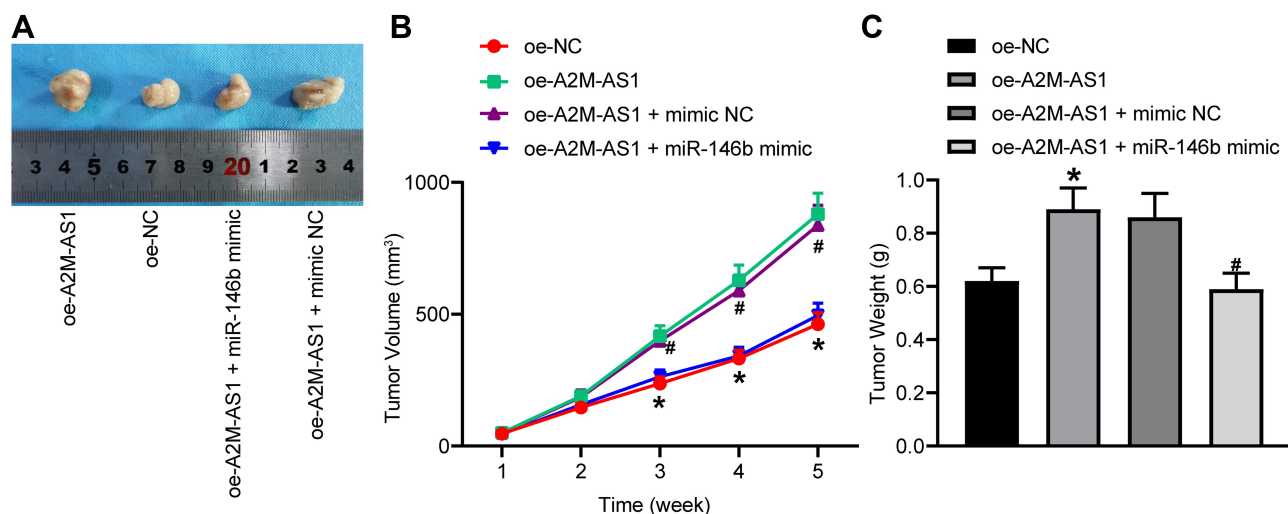 A
3 4 5 6 7 8 9 20 1 2 3 4
oe-A2M-AS1
oe-NC
oe-A2M-AS1 + miR-146b mimic
oe-A2M-AS1 + mimic NC
B
oe-NC
oe-A2M-AS1
oe-A2M-AS1 + mimic NC
oe-A2M-AS1 + miR-146b mimic
Tumor Volume (mm³)
1000
500
0
#
#
#
*
*
*
1 2 3 4 5
Time (week)
C
oe-NC
oe-A2M-AS1
oe-A2M-AS1 + mimic NC
oe-A2M-AS1 + miR-146b mimic
Tumor Weight (g)
1.0
0.8
0.6
0.4
0.2
0.0
*
#